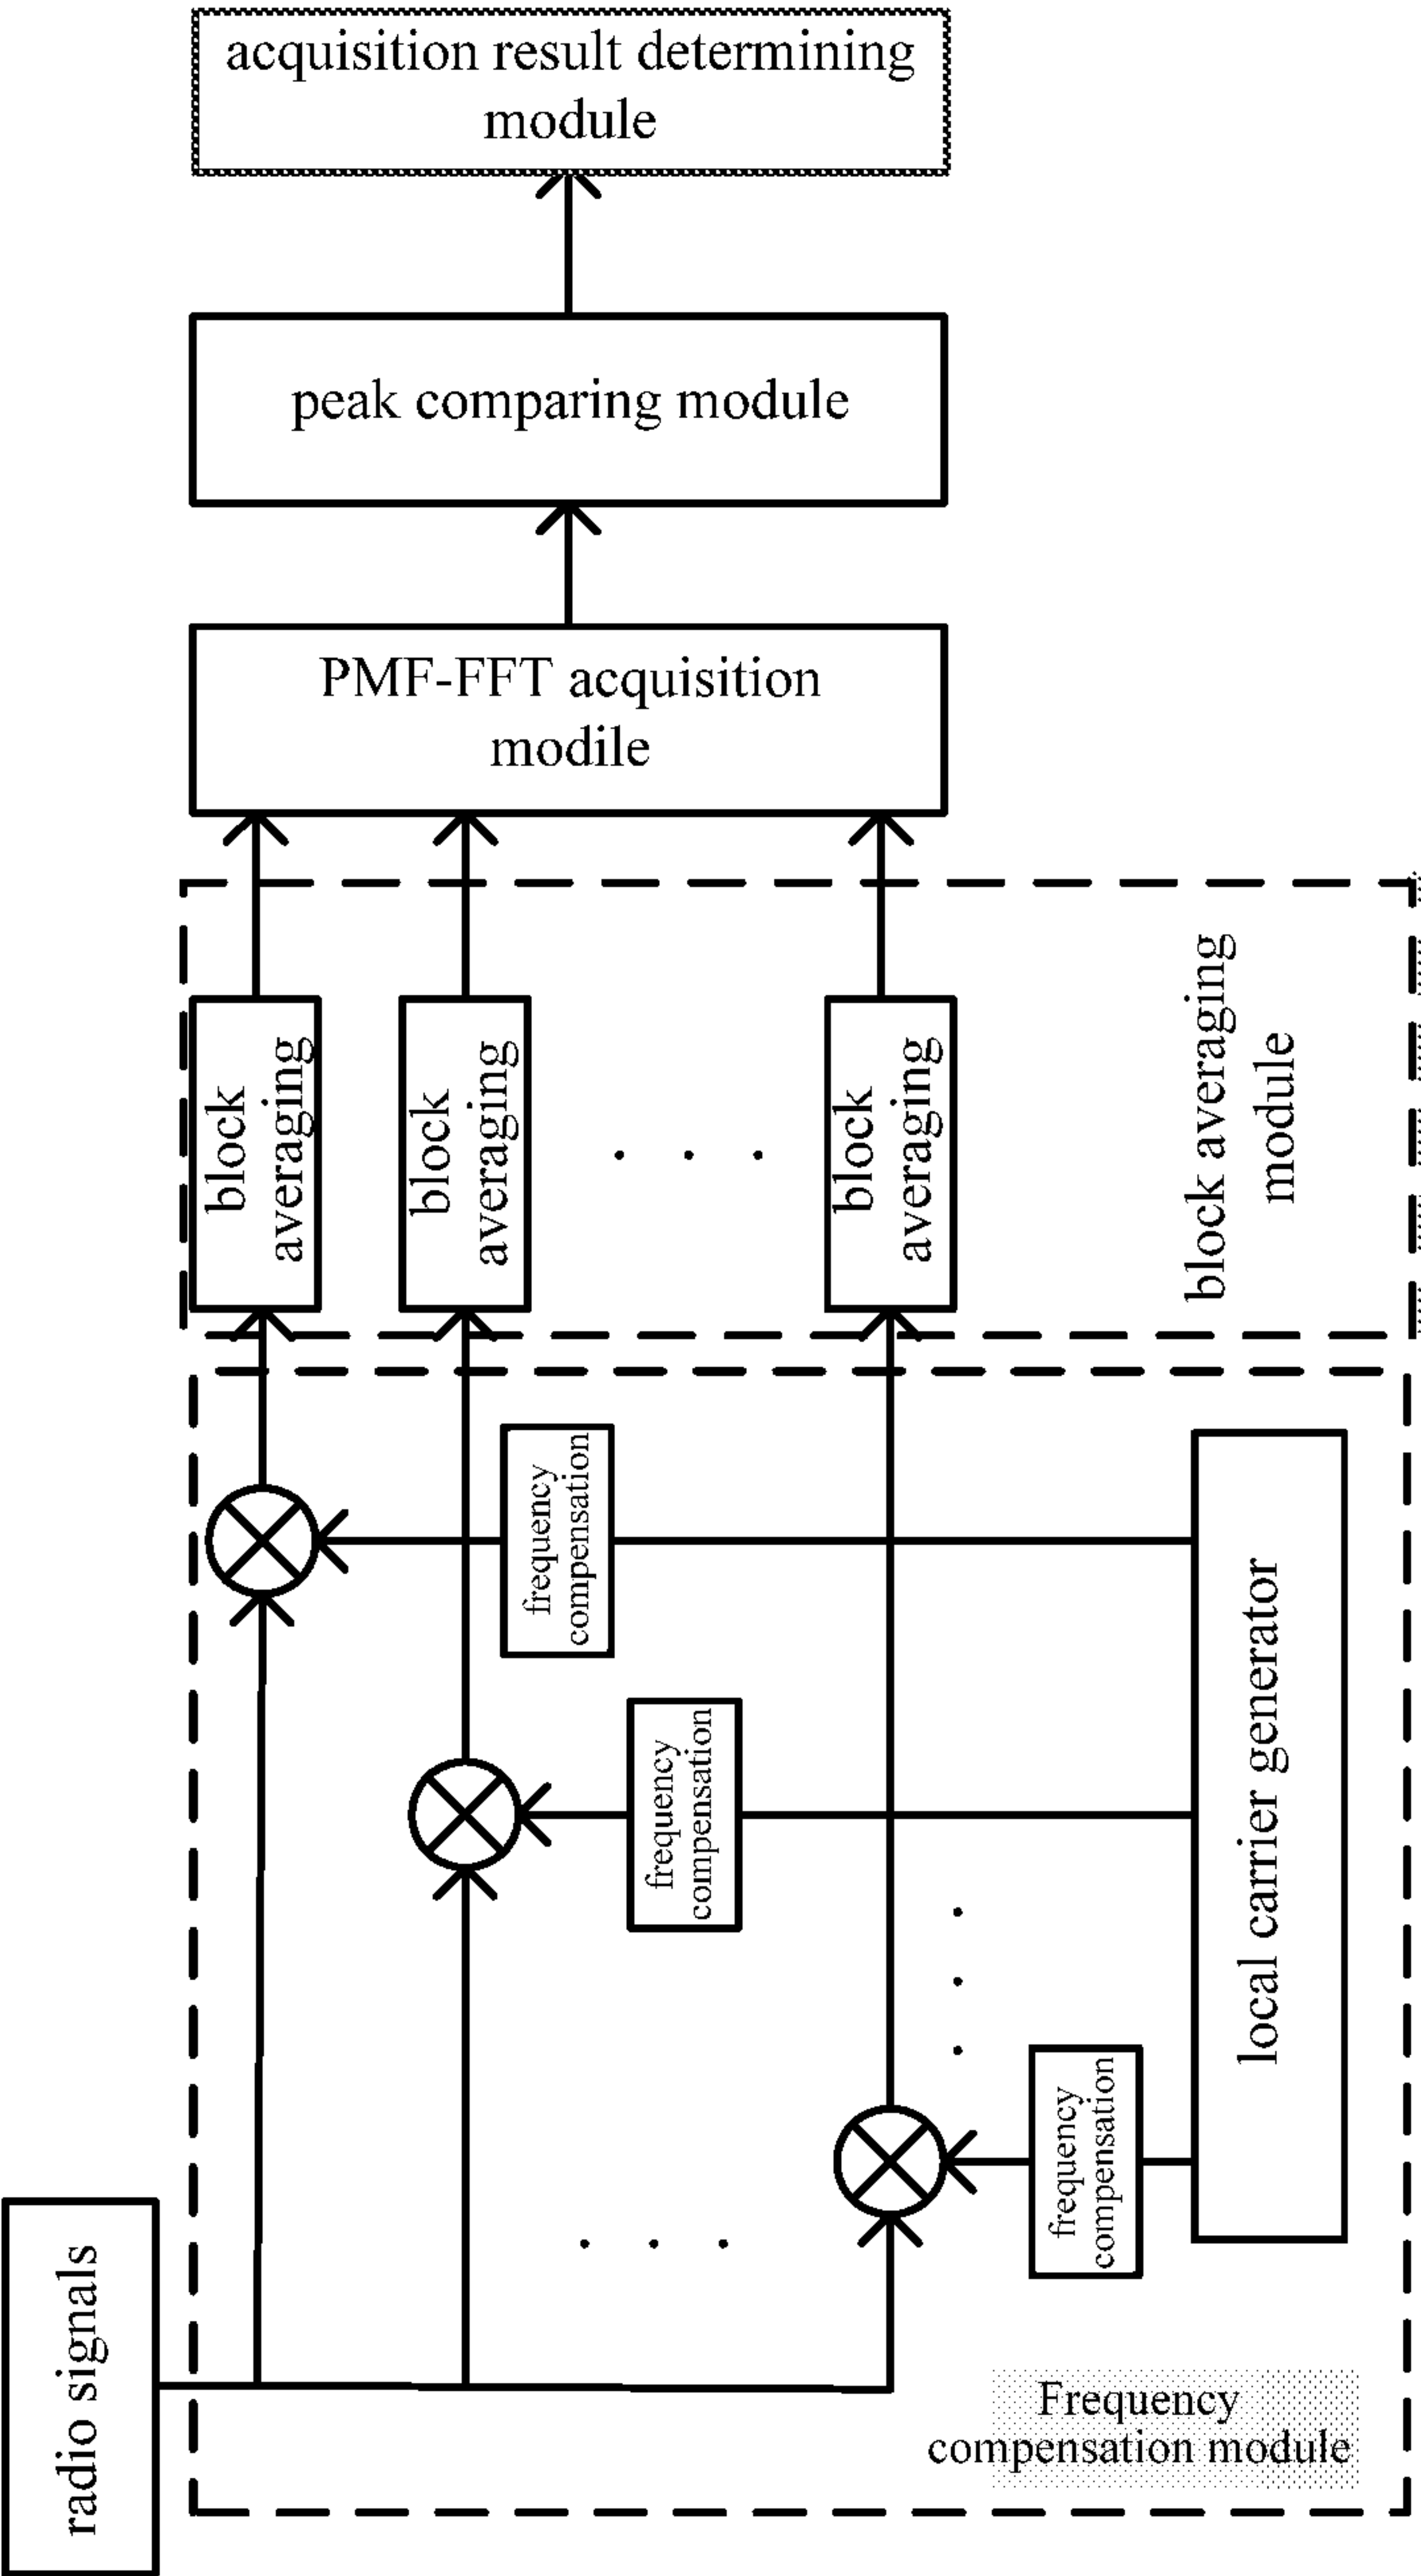 acquisition result determining
module
peak comparing module
PMF-FFT acquisition
modile
block
averaging
block
averaging
. . .
block
averaging
block averaging
module
frequency
compensation
frequency
compensation
. . .
frequency
compensation
local carrier generator
. . .
radio signals
Frequency
compensation module